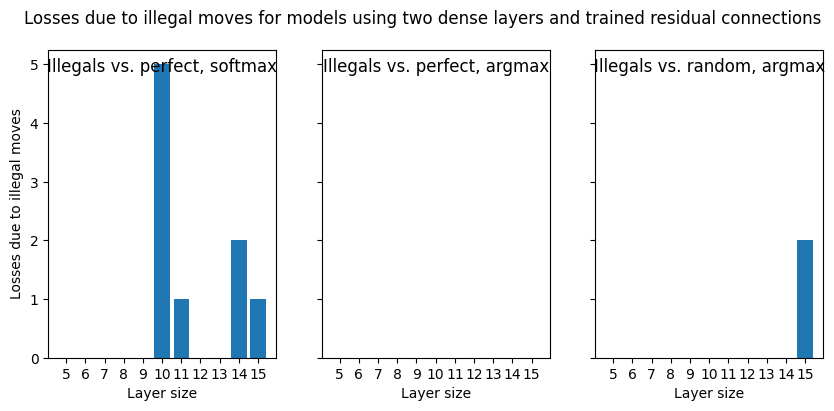 Losses due to illegal moves for models using two dense layers and trained residual connections
Illegals vs. perfect, softmax
Illegals vs. perfect, argmax
Illegals vs. random, argmax
Losses due to illegal moves
5
4
3
2
1
0
5 6 7 8 9 10 11 12 13 14 15
5 6 7 8 9 10 11 12 13 14 15
5 6 7 8 9 10 11 12 13 14 15
Layer size
Layer size
Layer size